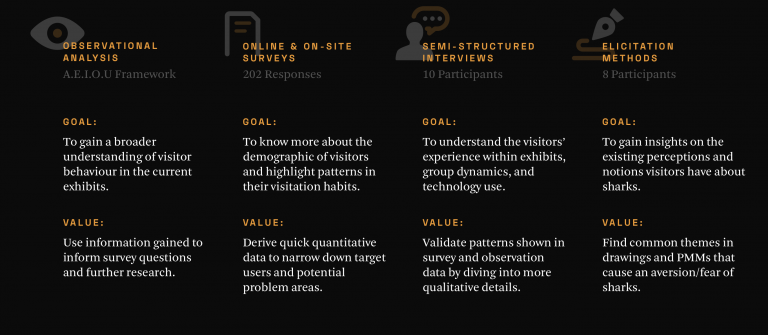 OBSERVATIONAL
ANALYSIS
A.E.I.O.U Framework
GOAL:
To gain a broader
understanding of visitor
behaviour in the current
exhibits.
VALUE:
Use information gained to
inform survey questions
and further research.
ONLINE & ON-SITE
SURVEYS
202 Responses
GOAL:
To know more about the
demographic of visitors
and highlight patterns in
their visitation habits.
VALUE:
Derive quick quantitative
data to narrow down target
users and potential
problem areas.
SEMI-STRUCTURED
INTERVIEWS
10 Participants
GOAL:
To understand the visitors’
experience within exhibits,
group dynamics, and
technology use.
VALUE:
Validate patterns shown in
survey and observation
data by diving into more
qualitative details.
ELICITATION
METHODS
8 Participants
GOAL:
To gain insights on the
existing perceptions and
notions visitors have about
sharks.
VALUE:
Find common themes in
drawings and PMMs that
cause an aversion/fear of
sharks.